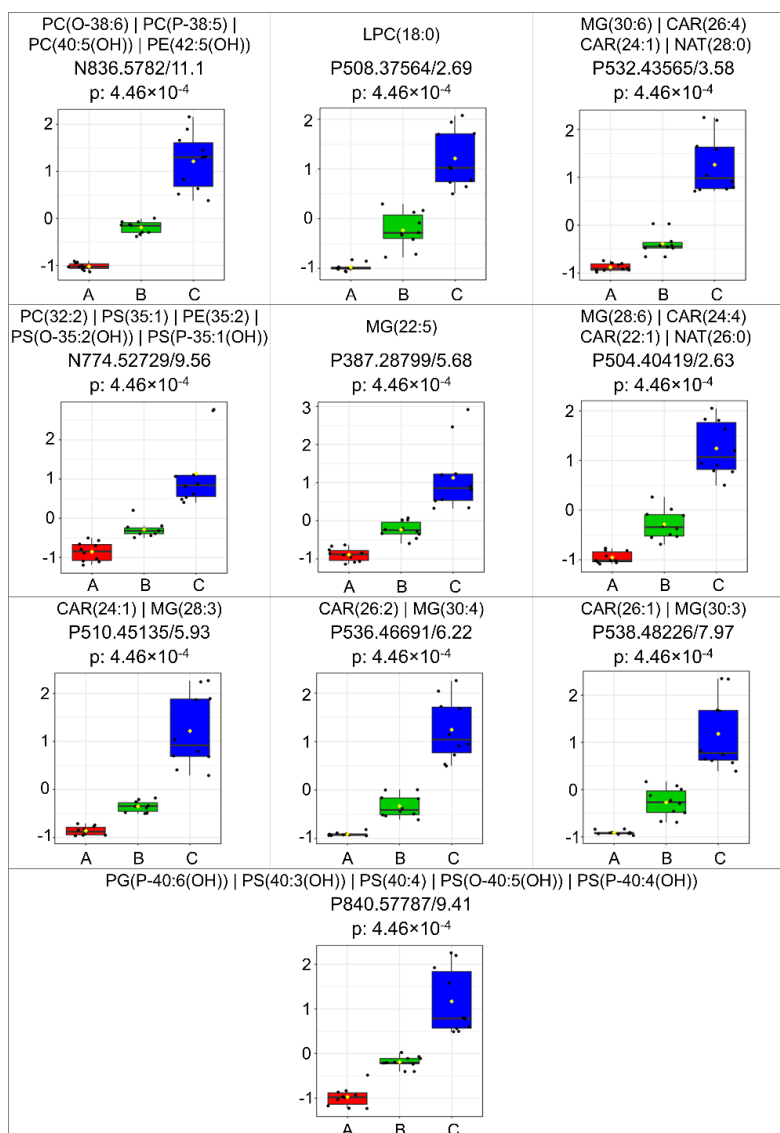 PC(O-38:6) | PC(P-38:5) |
PC(40:5(OH)) | PE(42:5(OH))
N836.5782/11.1
p: 4.46×10⁻⁴
2
1
0
-1
A B C
LPC(18:0)
P508.37564/2.69
p: 4.46×10⁻⁴
2
1
0
-1
A B C
MG(30:6) | CAR(26:4)
CAR(24:1) | NAT(28:0)
P532.43565/3.58
p: 4.46×10⁻⁴
2
1
0
-1
A B C
PC(32:2) | PS(35:1) | PE(35:2) |
PS(O-35:2(OH)) | PS(P-35:1(OH))
N774.52729/9.56
p: 4.46×10⁻⁴
2
1
0
-1
A B C
MG(22:5)
P387.28799/5.68
p: 4.46×10⁻⁴
3
2
1
0
-1
A B C
MG(28:6) | CAR(24:4)
CAR(22:1) | NAT(26:0)
P504.40419/2.63
p: 4.46×10⁻⁴
2
1
0
-1
A B C
CAR(24:1) | MG(28:3)
P510.45135/5.93
p: 4.46×10⁻⁴
2
1
0
-1
A B C
CAR(26:2) | MG(30:4)
P536.46691/6.22
p: 4.46×10⁻⁴
2
1
0
-1
A B C
CAR(26:1) | MG(30:3)
P538.48226/7.97
p: 4.46×10⁻⁴
2
1
0
-1
A B C
PG(P-40:6(OH)) | PS(40:3(OH)) | PS(40:4) | PS(O-40:5(OH)) | PS(P-40:4(OH))
P840.57787/9.41
p: 4.46×10⁻⁴
2
1
0
-1
A B C